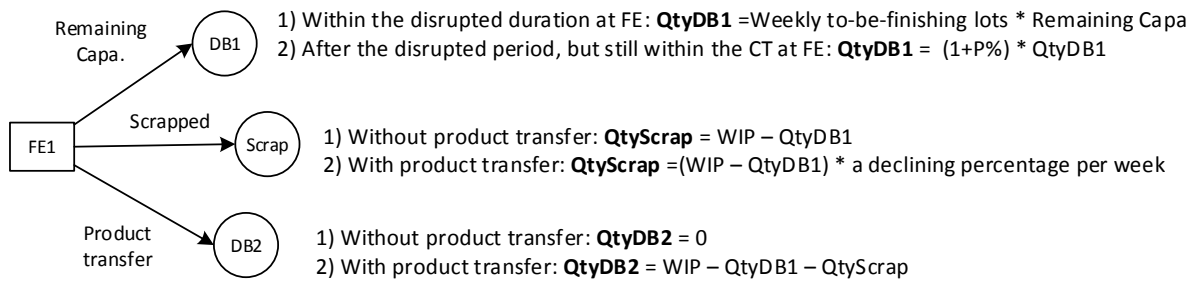 Remaining
Capa.
DB1
1) Within the disrupted duration at FE: QtyDB1 =Weekly to-be-finishing lots * Remaining Capa
2) After the disrupted period, but still within the CT at FE: QtyDB1 = (1+P%) * QtyDB1
FE1
Scrapped
Scrap
1) Without product transfer: QtyScrap = WIP – QtyDB1
2) With product transfer: QtyScrap =(WIP – QtyDB1) * a declining percentage per week
Product
transfer
DB2
1) Without product transfer: QtyDB2 = 0
2) With product transfer: QtyDB2 = WIP – QtyDB1 – QtyScrap